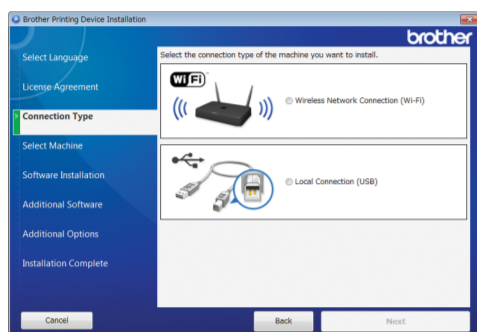 Brother Printing Device Installation
brother
Select Language
License Agreement
Connection Type
Select Machine
Software Installation
Additional Software
Additional Options
Installation Complete
Select the connection type of the machine you want to install.
Wi Fi
Wireless Network Connection (Wi-Fi)
Local Connection (USB)
Cancel
Back
Next